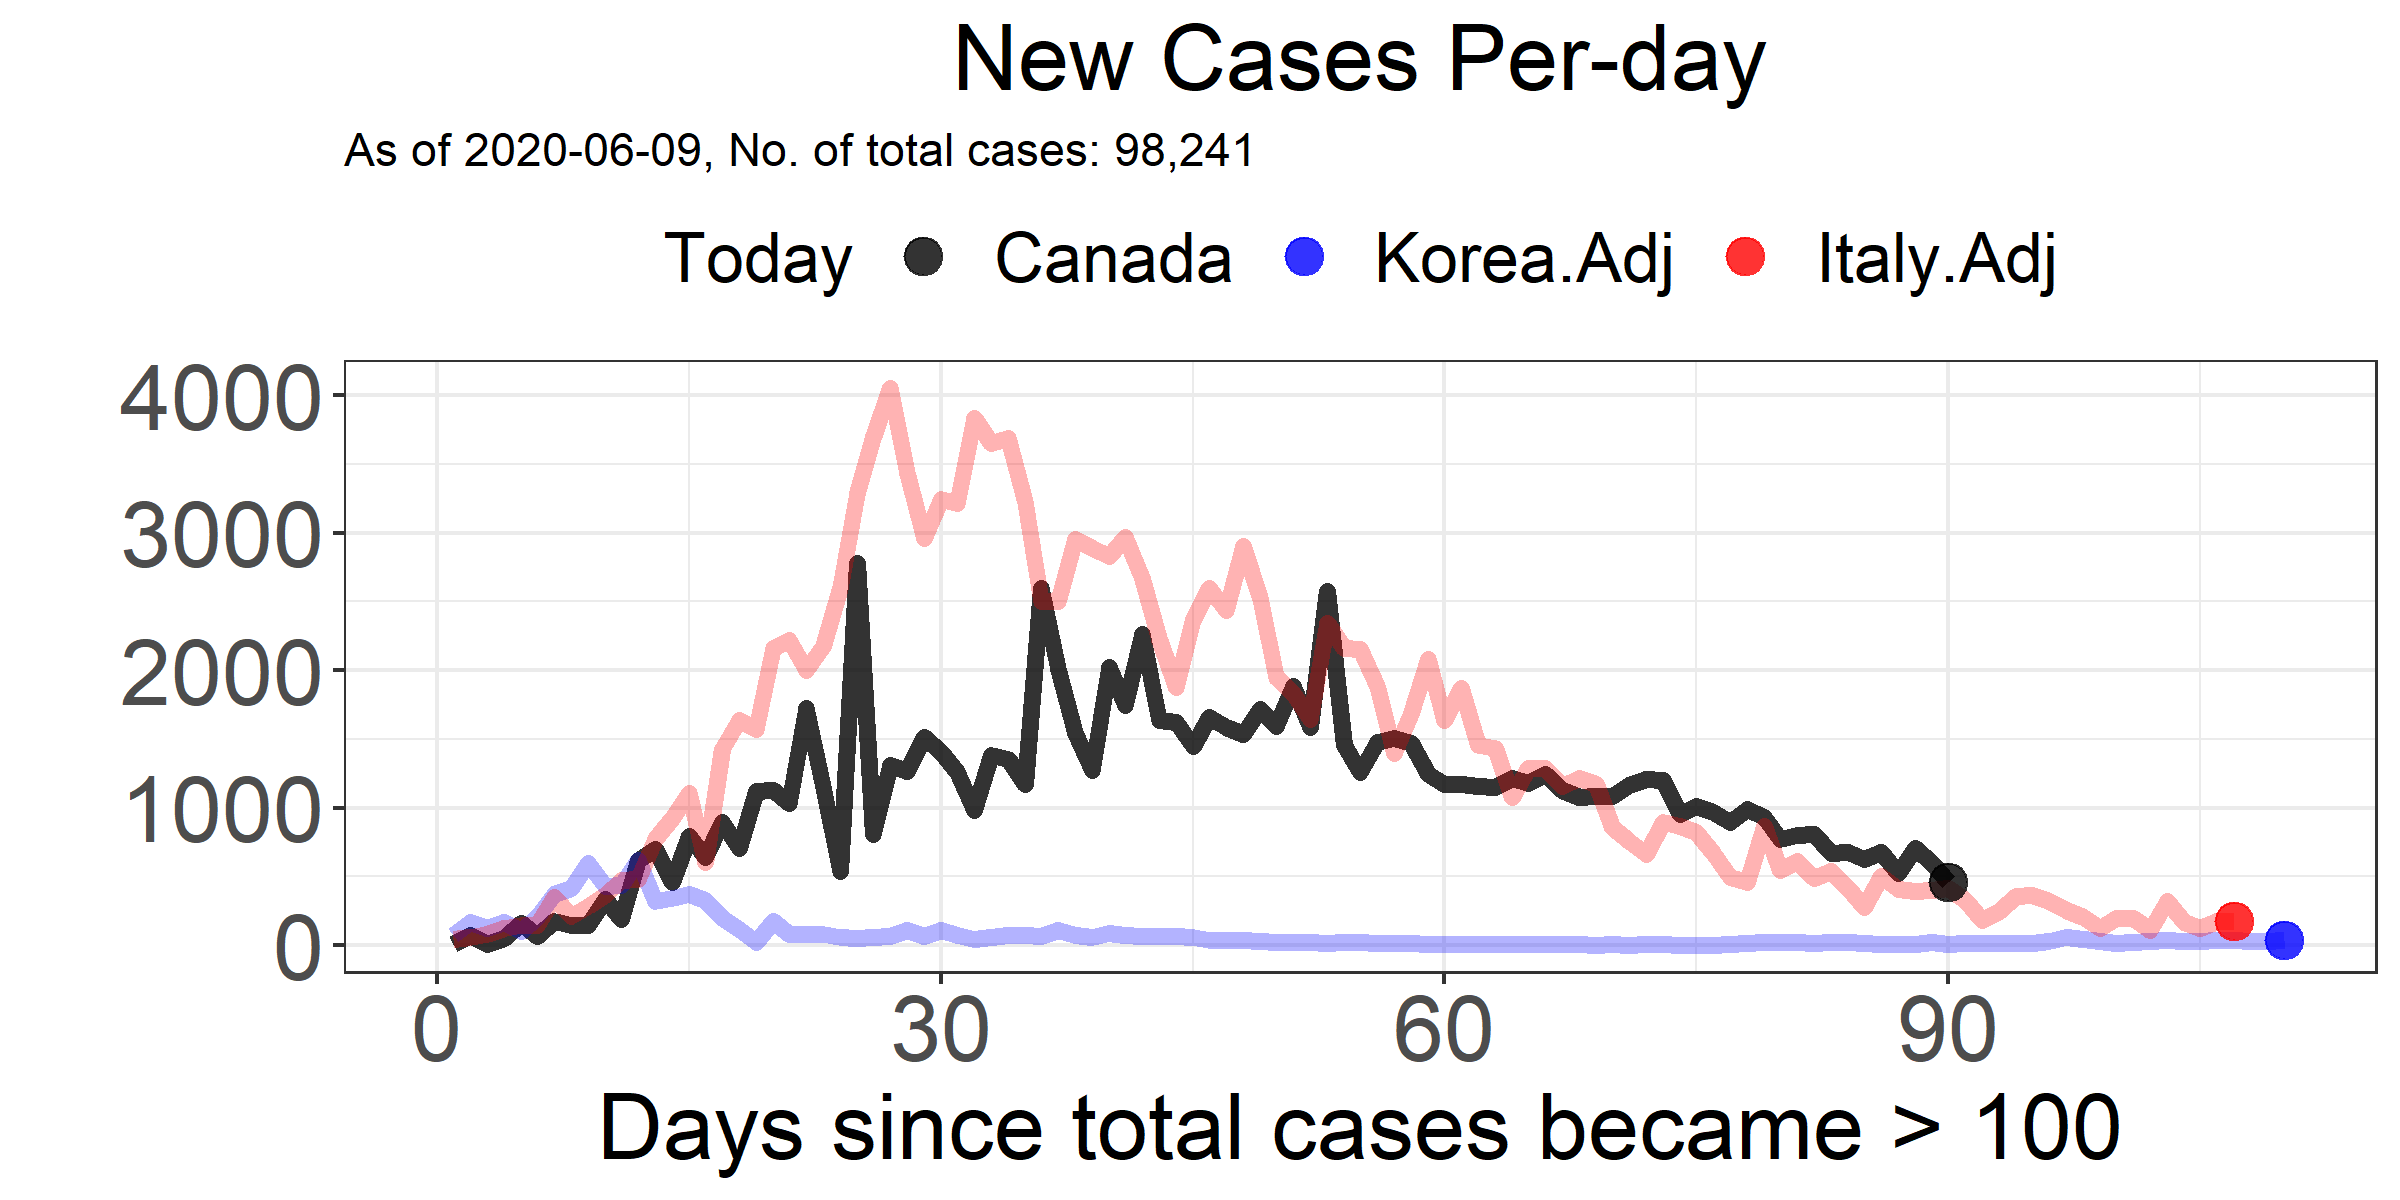 New Cases Per-day
As of 2020-06-09, No. of total cases: 98,241
Today Canada Korea.Adj Italy.Adj
4000
3000
2000
1000
0
0 30 60 90
Days since total cases became > 100